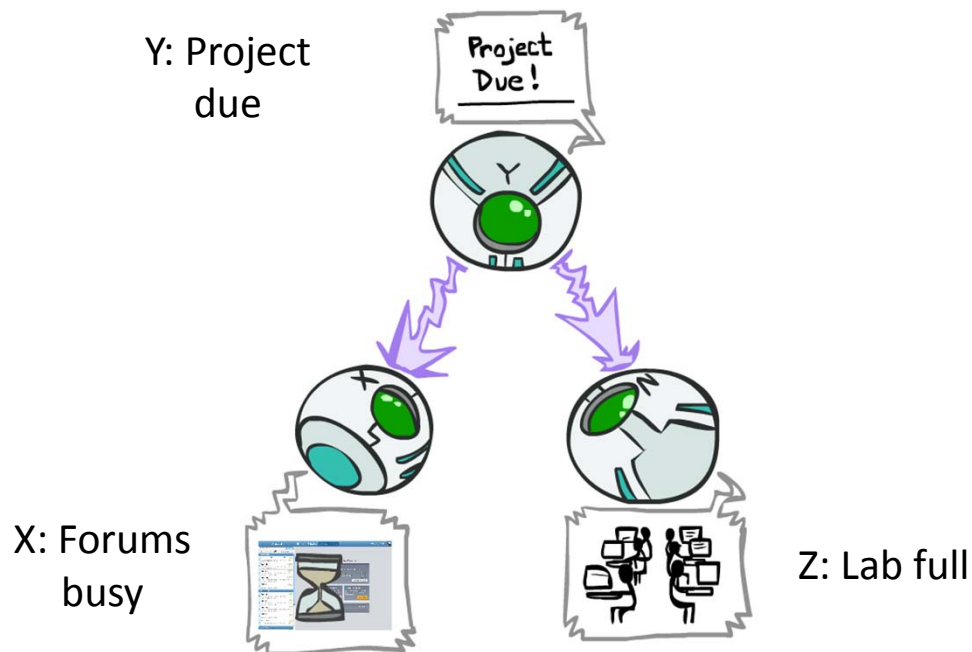 Y: Project
due
Project
Due!
Y
X
Z
X: Forums
busy
Z: Lab full